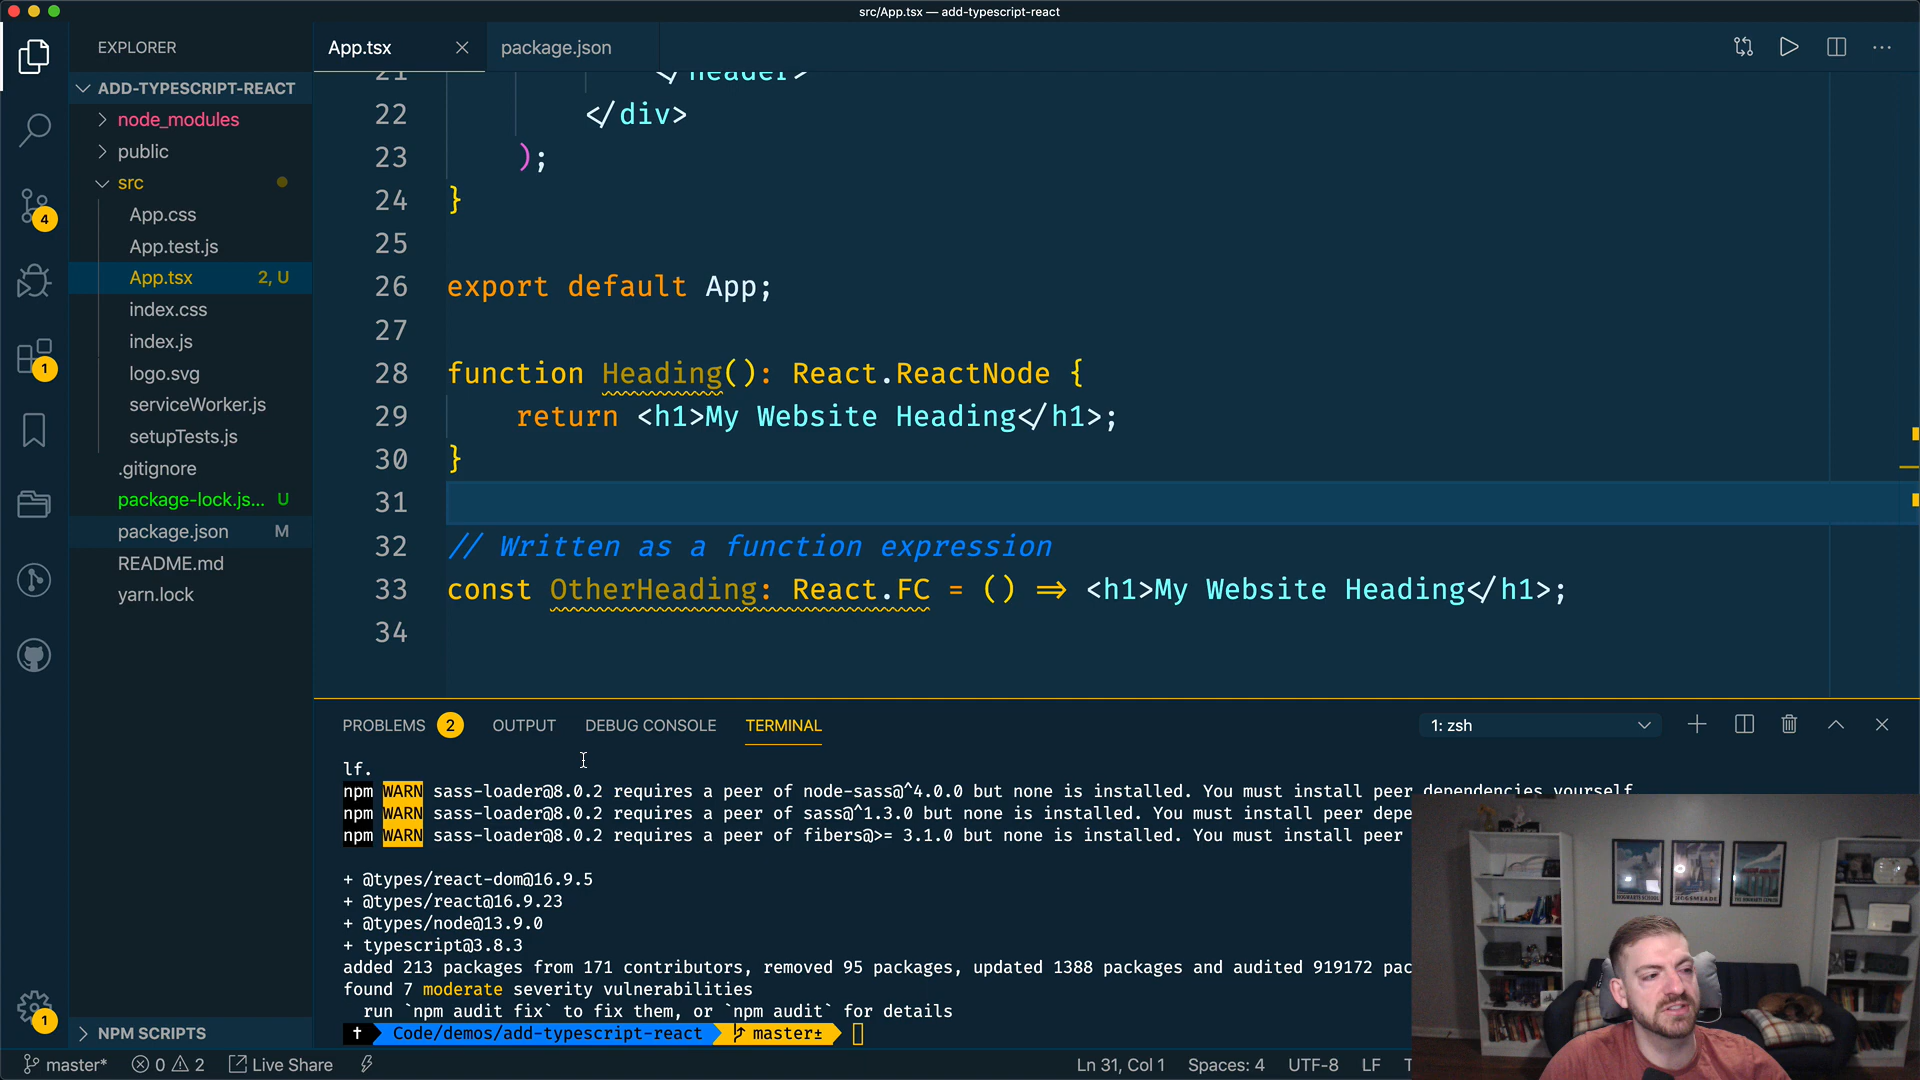 src/App.tsx — add-typescript-react
EXPLORER
ADD-TYPESCRIPT-REACT
node_modules
public
src
App.css
App.test.js
App.tsx 2, U
index.css
index.js
logo.svg
serviceWorker.js
setupTests.js
.gitignore
package-lock.js... U
package.json M
README.md
yarn.lock
NPM SCRIPTS
4
1
1
App.tsx
package.json
21 </header>
22 </div>
23 );
24 }
25
26 export default App;
27
28 function Heading(): React.ReactNode {
29 return <h1>My Website Heading</h1>;
30 }
31
32 // Written as a function expression
33 const OtherHeading: React.FC = () => <h1>My Website Heading</h1>;
34
PROBLEMS 2 OUTPUT DEBUG CONSOLE TERMINAL 1: zsh
lf.
npm WARN sass-loader@8.0.2 requires a peer of node-sass@^4.0.0 but none is installed. You must install peer dependencies yourself
npm WARN sass-loader@8.0.2 requires a peer of sass@^1.3.0 but none is installed. You must install peer depe
npm WARN sass-loader@8.0.2 requires a peer of fibers@>= 3.1.0 but none is installed. You must install peer
+ @types/react-dom@16.9.5
+ @types/react@16.9.23
+ @types/node@13.9.0
+ typescript@3.8.3
added 213 packages from 171 contributors, removed 95 packages, updated 1388 packages and audited 919172 pac
found 7 moderate severity vulnerabilities
run `npm audit fix` to fix them, or `npm audit` for details
Code/demos/add-typescript-react master±
master* 0 2 Live Share Ln 31, Col 1 Spaces: 4 UTF-8 LF T